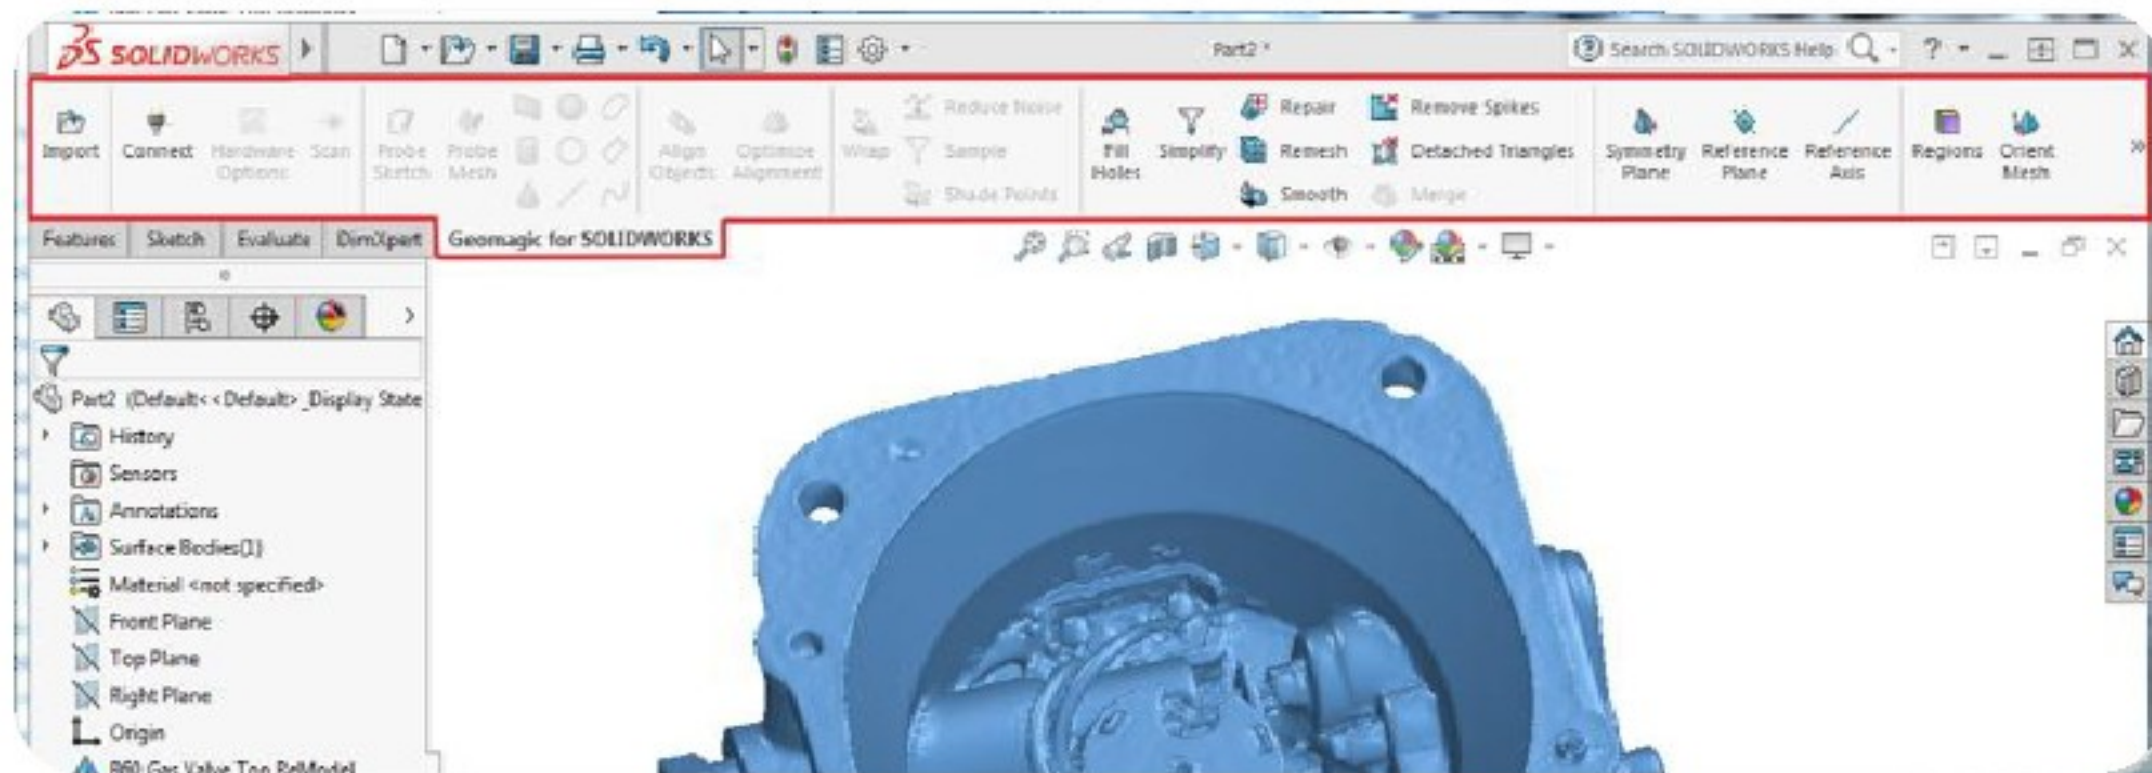 SOLIDWORKS
Part2 *
Search SOLIDWORKS Help
Import
Connect
Hardware Options
Scan
Probe Sketch
Probe Mesh
Align Objects
Optimize Alignment
Wrap
Reduce Noise
Sample
Shade Points
Fill Holes
Simplify
Repair
Remesh
Smooth
Remove Spikes
Detached Triangles
Merge
Symmetry Plane
Reference Plane
Reference Axis
Regions
Orient Mesh
Features
Sketch
Evaluate
DimXpert
Geomagic for SOLIDWORKS
Part2 (Default< <Default>_Display State
History
Sensors
Annotations
Surface Bodies(1)
Material <not specified>
Front Plane
Top Plane
Right Plane
Origin
Gas Valve Top